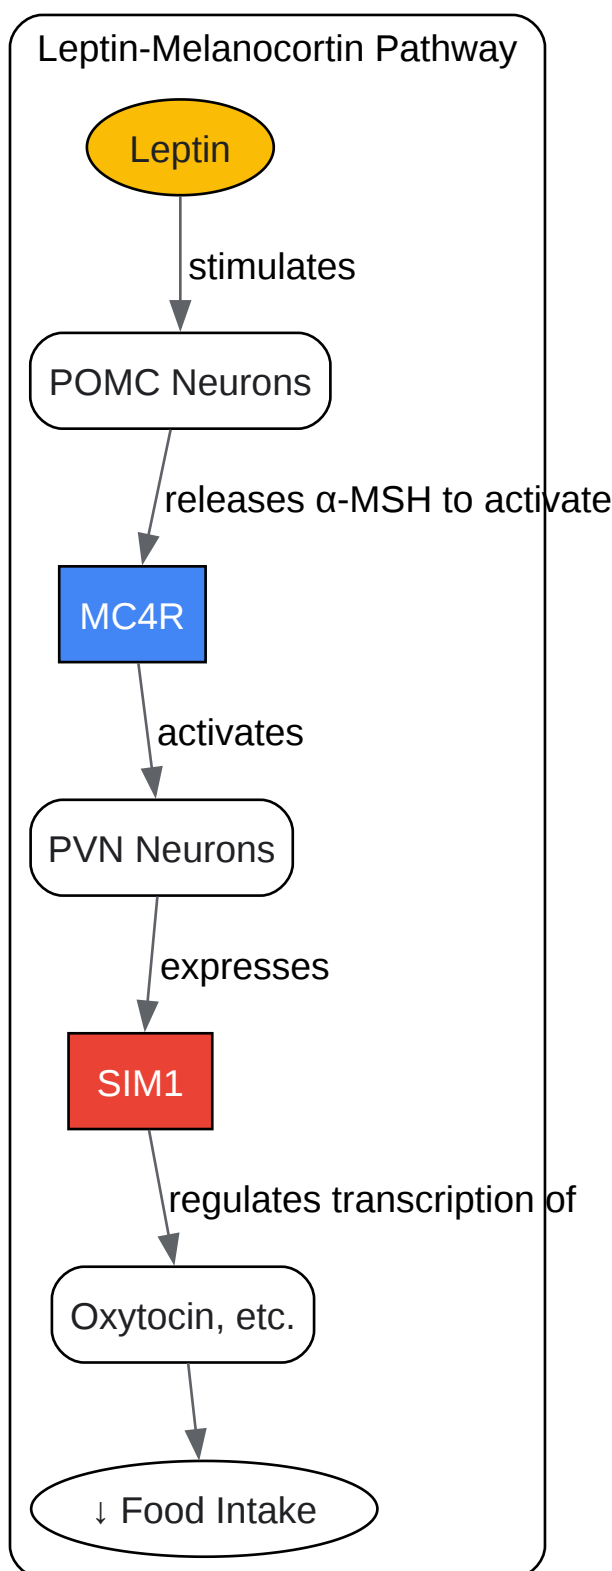 Leptin-Melanocortin Pathway
Leptin
stimulates
POMC Neurons
releases α-MSH to activate
MC4R
activates
PVN Neurons
expresses
SIM1
regulates transcription of
Oxytocin, etc.
↓ Food Intake